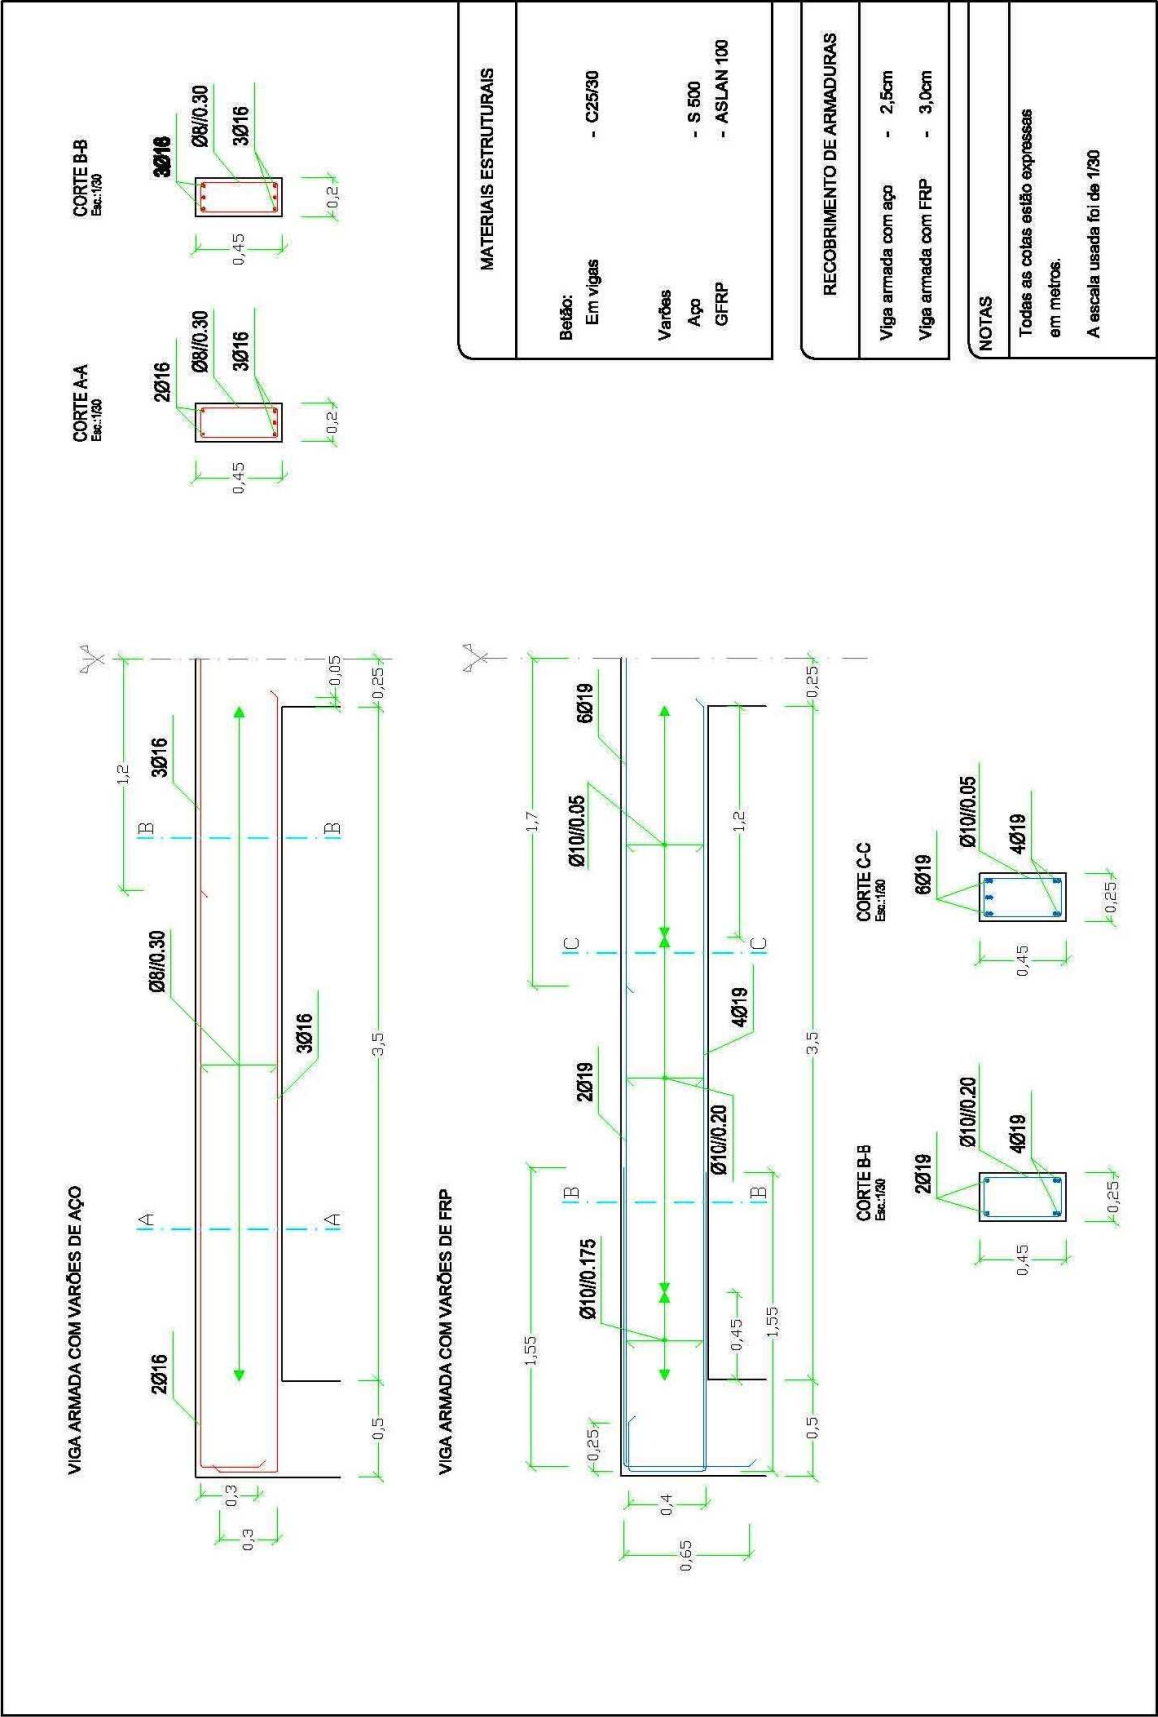 VIGA ARMADA COM VARÕES DE AÇO
2Ø16
Ø8//0.30
3Ø16
3Ø16
A
A
B
B
1,2
0,3
0,3
0,5
3,5
0,05
0,25
CORTE A-A
Esc.:1/30
2Ø16
Ø8//0.30
3Ø16
0,45
0,2
CORTE B-B
Esc.:1/30
3Ø16
Ø8//0.30
3Ø16
0,45
0,2
VIGA ARMADA COM VARÕES DE FRP
1,55
1,7
Ø10//0.175
2Ø19
Ø10//0.05
6Ø19
B
B
C
C
0,25
0,4
0,65
0,45
1,55
Ø10//0.20
4Ø19
1,2
0,5
3,5
0,25
CORTE B-B
Esc.:1/30
2Ø19
Ø10//0.20
4Ø19
0,45
0,25
CORTE C-C
Esc.:1/30
6Ø19
Ø10//0.05
4Ø19
0,45
0,25
MATERIAIS ESTRUTURAIS
Betão:
Em vigas - C25/30
Varões
Aço - S 500
GFRP - ASLAN 100
RECOBRIMENTO DE ARMADURAS
Viga armada com aço - 2,5cm
Viga armada com FRP - 3,0cm
NOTAS
Todas as cotas estão expressas
em metros.
A escala usada foi de 1/30